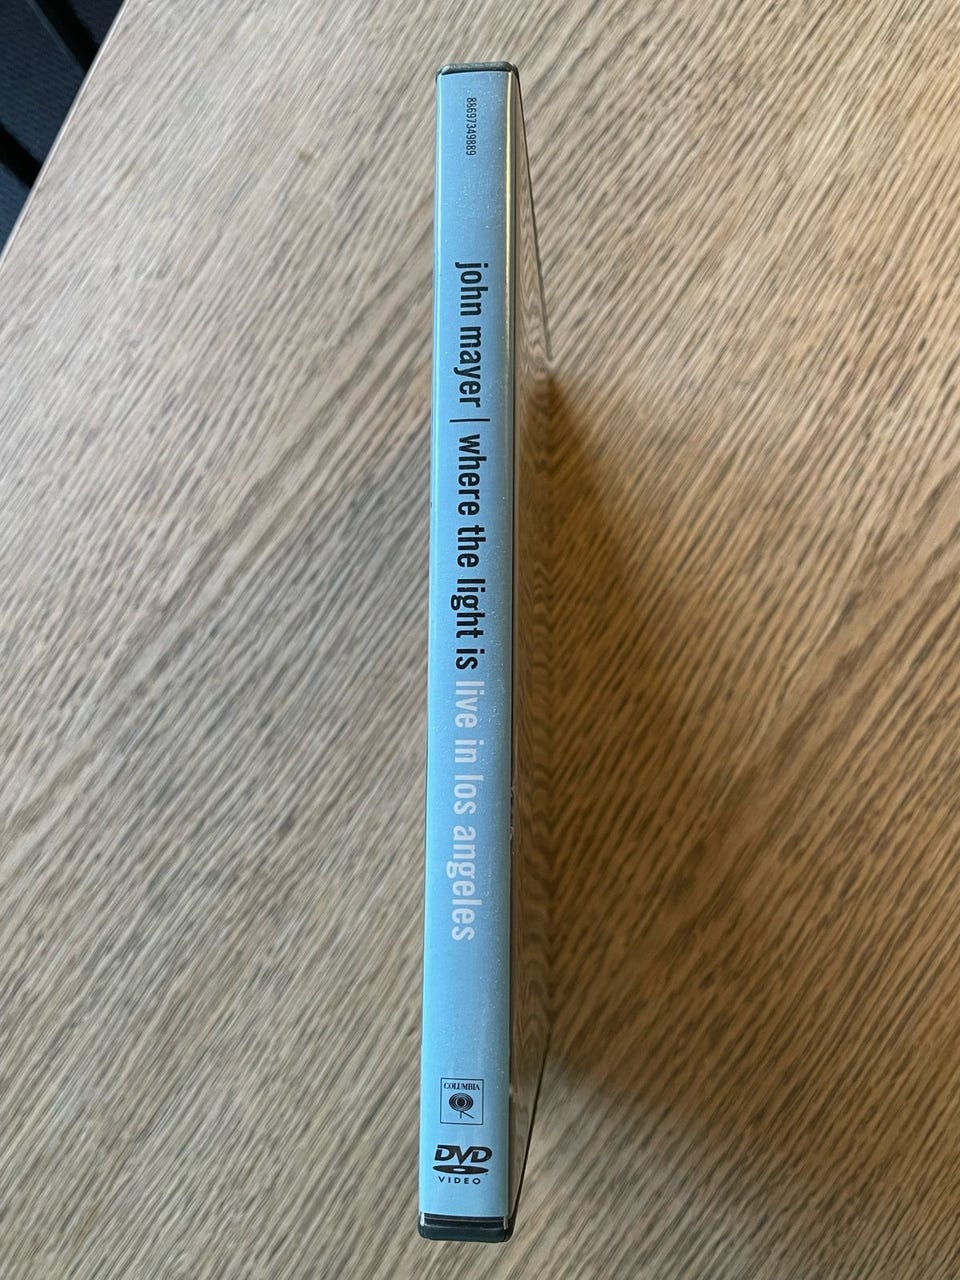 88697349889
john mayer | where the light is live in los angeles
COLUMBIA
DVD
VIDEO